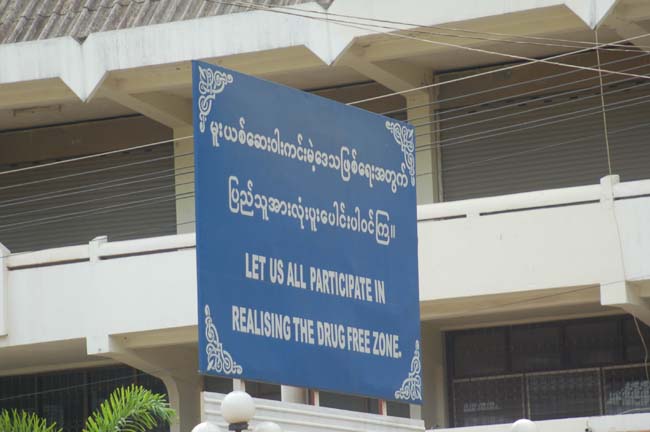 မူးယစ်ဆေးဝါးကင်းမဲ့ဒေသဖြစ်ရေးအတွက်
ပြည်သူအားလုံးပူးပေါင်းပါဝင်ကြ။
LET US ALL PARTICIPATE IN
REALISING THE DRUG FREE ZONE.